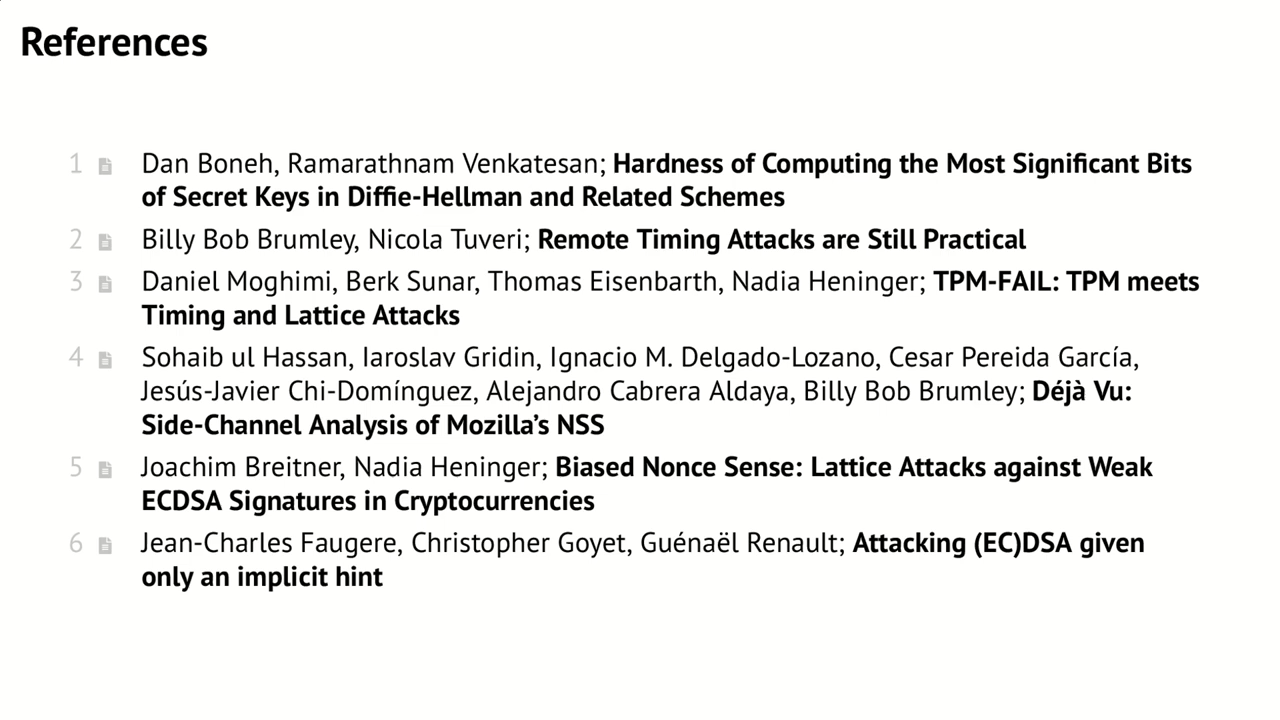 References
1 Dan Boneh, Ramarathnam Venkatesan; Hardness of Computing the Most Significant Bits
of Secret Keys in Diffie-Hellman and Related Schemes
2 Billy Bob Brumley, Nicola Tuveri; Remote Timing Attacks are Still Practical
3 Daniel Moghimi, Berk Sunar, Thomas Eisenbarth, Nadia Heninger; TPM-FAIL: TPM meets
Timing and Lattice Attacks
4 Sohaib ul Hassan, Iaroslav Gridin, Ignacio M. Delgado-Lozano, Cesar Pereida García,
Jesús-Javier Chi-Domínguez, Alejandro Cabrera Aldaya, Billy Bob Brumley; Déjà Vu:
Side-Channel Analysis of Mozilla’s NSS
5 Joachim Breitner, Nadia Heninger; Biased Nonce Sense: Lattice Attacks against Weak
ECDSA Signatures in Cryptocurrencies
6 Jean-Charles Faugere, Christopher Goyet, Guénaël Renault; Attacking (EC)DSA given
only an implicit hint